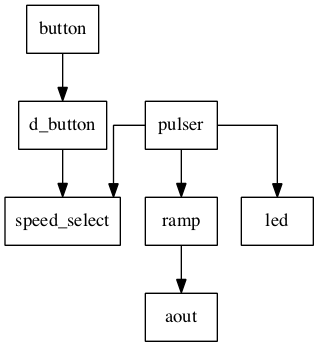 button
d_button
pulser
speed_select
ramp
led
aout